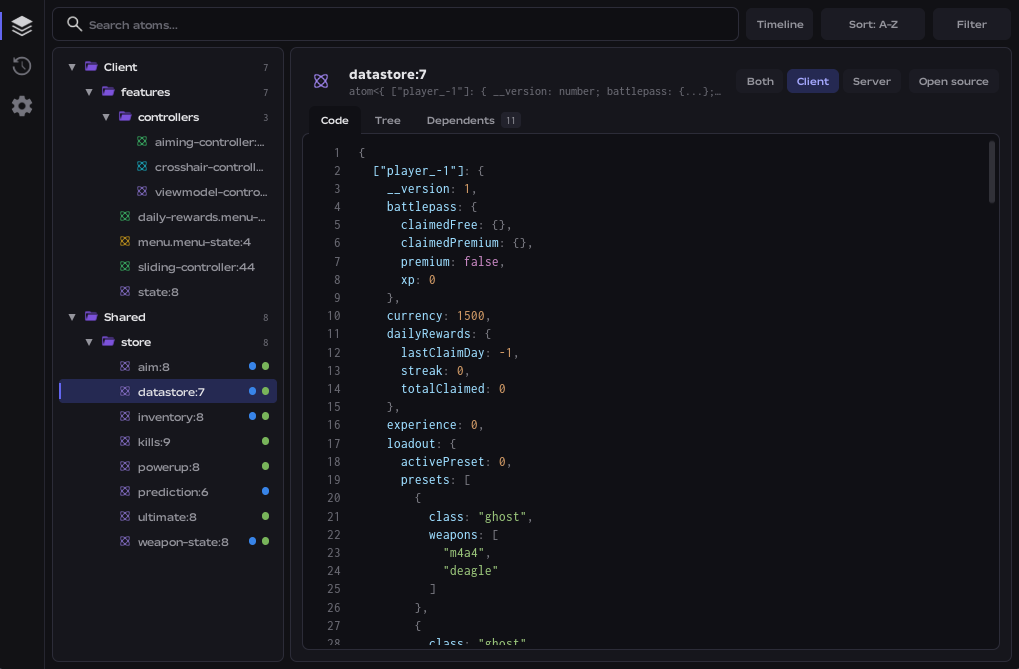 Search atoms...
Timeline
Sort: A-Z
Filter
Client 7
features 7
controllers 3
aiming-controller:...
crosshair-controll...
viewmodel-contro...
daily-rewards.menu-...
menu.menu-state:4
sliding-controller:44
state:8
Shared 8
store 8
aim:8
datastore:7
inventory:8
kills:9
powerup:8
prediction:6
ultimate:8
weapon-state:8
datastore:7
atom<{ ["player_-1"]: { __version: number; battlepass: {...};...
Both
Client
Server
Open source
Code
Tree
Dependents 11
1 {
2 ["player_-1"]: {
3 __version: 1,
4 battlepass: {
5 claimedFree: {},
6 claimedPremium: {},
7 premium: false,
8 xp: 0
9 },
10 currency: 1500,
11 dailyRewards: {
12 lastClaimDay: -1,
13 streak: 0,
14 totalClaimed: 0
15 },
16 experience: 0,
17 loadout: {
18 activePreset: 0,
19 presets: [
20 {
21 class: "ghost",
22 weapons: [
23 "m4a4",
24 "deagle"
25 ]
26 },
27 {
28 class: "ghost"